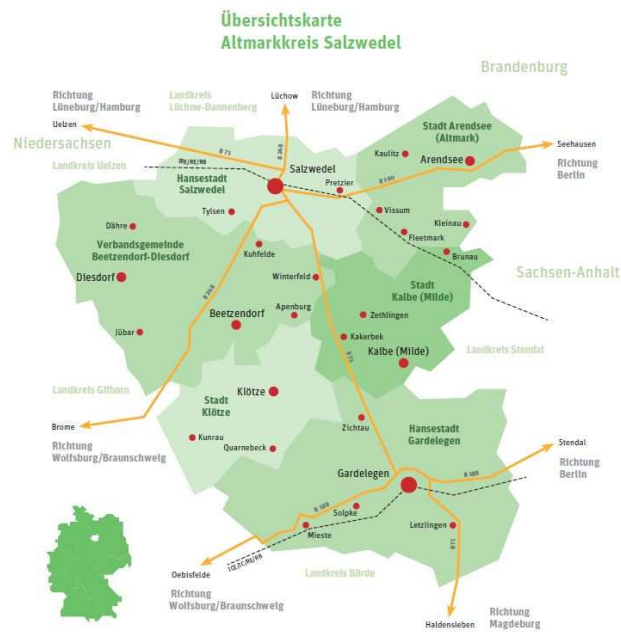 Übersichtskarte
Altmarkkreis Salzwedel
Brandenburg
Richtung
Lüneburg/Hamburg
Landkreis
Lüchow-Dannenberg
Lüchow
Richtung
Lüneburg/Hamburg
Uelzen
Niedersachsen
Landkreis Uelzen
B 71
B 248
Stadt Arendsee
(Altmark)
Kaulitz
Arendsee
Seehausen
Richtung
Berlin
B 190
Salzwedel
Hansestadt
Salzwedel
Pretzier
Tylsen
Vissum
Kleinau
Fleetmark
Brunau
Dähre
Verbandsgemeinde
Beetzendorf-Diesdorf
Kuhfelde
Diesdorf
Winterfeld
Sachsen-Anhalt
Stadt
Kalbe (Milde)
B 248
Beetzendorf
Apenburg
Zethlingen
Jübar
Kakerbek
B 71
Kalbe (Milde)
Landkreis Stendal
Landkreis Gifhorn
Klötze
Stadt
Klötze
Brome
Richtung
Wolfsburg/Braunschweig
Kunrau
Quarnebeck
Zichtau
Hansestadt
Gardelegen
Stendal
Richtung
Berlin
Gardelegen
B 188
B 188
Solpke
Mieste
Letzlingen
B 71
Oebisfelde
Richtung
Wolfsburg/Braunschweig
Landkreis Börde
Haldensleben
Richtung
Magdeburg